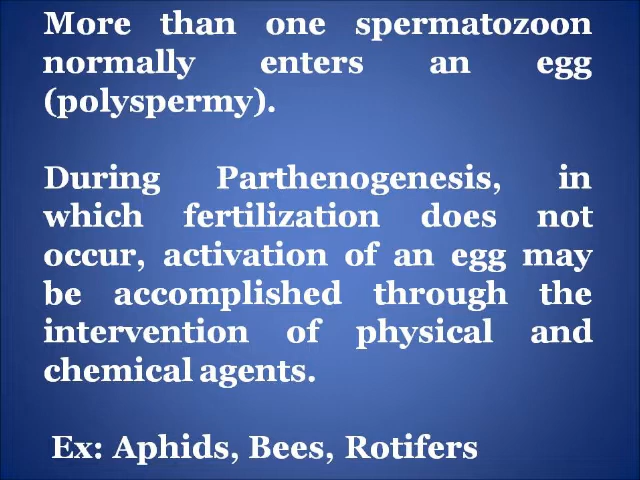 More than one spermatozoon
normally enters an egg
(polyspermy).
During Parthenogenesis, in
which fertilization does not
occur, activation of an egg may
be accomplished through the
intervention of physical and
chemical agents.
Ex: Aphids, Bees, Rotifers